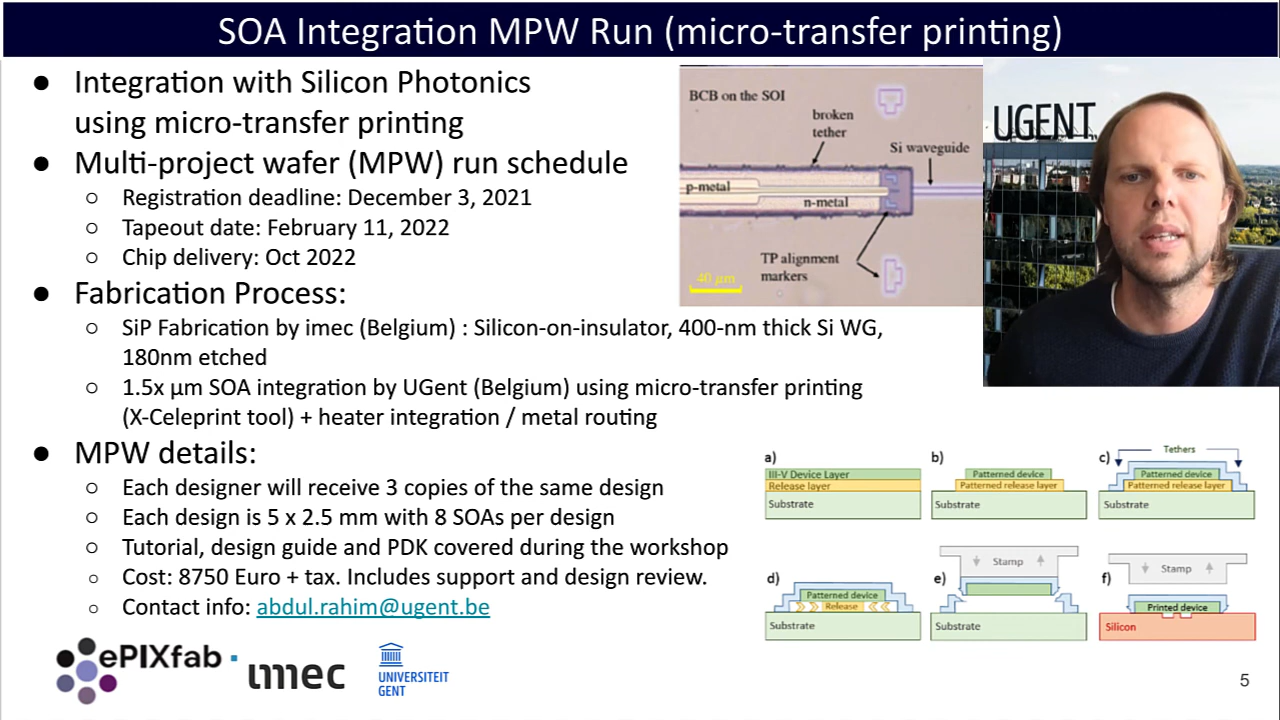 SOA Integration MPW Run (micro-transfer printing)
● Integration with Silicon Photonics
using micro-transfer printing
● Multi-project wafer (MPW) run schedule
○ Registration deadline: December 3, 2021
○ Tapeout date: February 11, 2022
○ Chip delivery: Oct 2022
● Fabrication Process:
○ SiP Fabrication by imec (Belgium) : Silicon-on-insulator, 400-nm thick Si WG,
180nm etched
○ 1.5x μm SOA integration by UGent (Belgium) using micro-transfer printing
(X-Celeprint tool) + heater integration / metal routing
● MPW details:
○ Each designer will receive 3 copies of the same design
○ Each design is 5 x 2.5 mm with 8 SOAs per design
○ Tutorial, design guide and PDK covered during the workshop
○ Cost: 8750 Euro + tax. Includes support and design review.
○ Contact info: abdul.rahim@ugent.be
BCB on the SOI
broken
tether
Si waveguide
p-metal
n-metal
TP alignment
markers
40 μm
UGENT
a)
III-V Device Layer
Release layer
Substrate
b)
Patterned device
Patterned release layer
Substrate
c)
Tethers
Patterned device
Patterned release layer
Substrate
d)
Patterned device
Release
Substrate
e)
Stamp
Substrate
f)
Stamp
Printed device
Silicon
ePIXfab
imec
UNIVERSITEIT
GENT
5